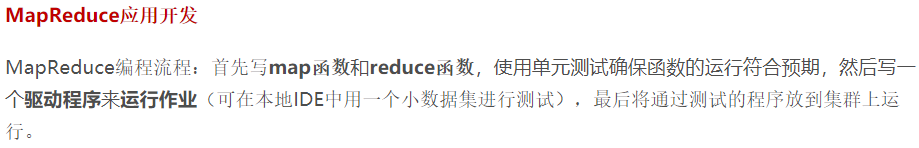 MapReduce应用开发
MapReduce编程流程：首先写map函数和reduce函数，使用单元测试确保函数的运行符合预期，然后写一
个驱动程序来运行作业（可在本地IDE中用一个小数据集进行测试），最后将通过测试的程序放到集群上运
行。